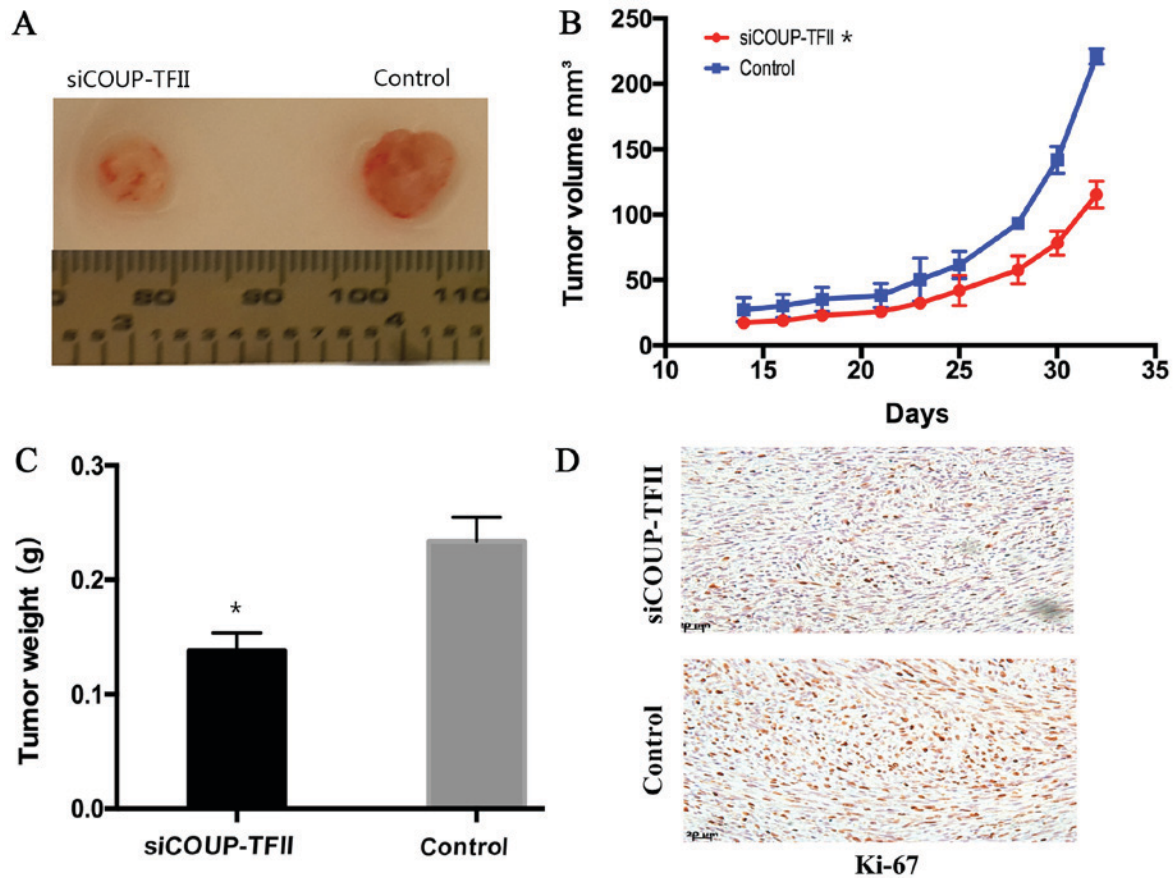 A
siCOUP-TFII
Control
80
90
100
110
3
4
B
250
200
150
100
50
0
Tumor volume mm³
siCOUP-TFII *
Control
10
15
20
25
30
35
Days
C
0.3
0.2
0.1
0.0
Tumor weight (g)
*
siCOUP-TFII
Control
D
siCOUP-TFII
Control
Ki-67